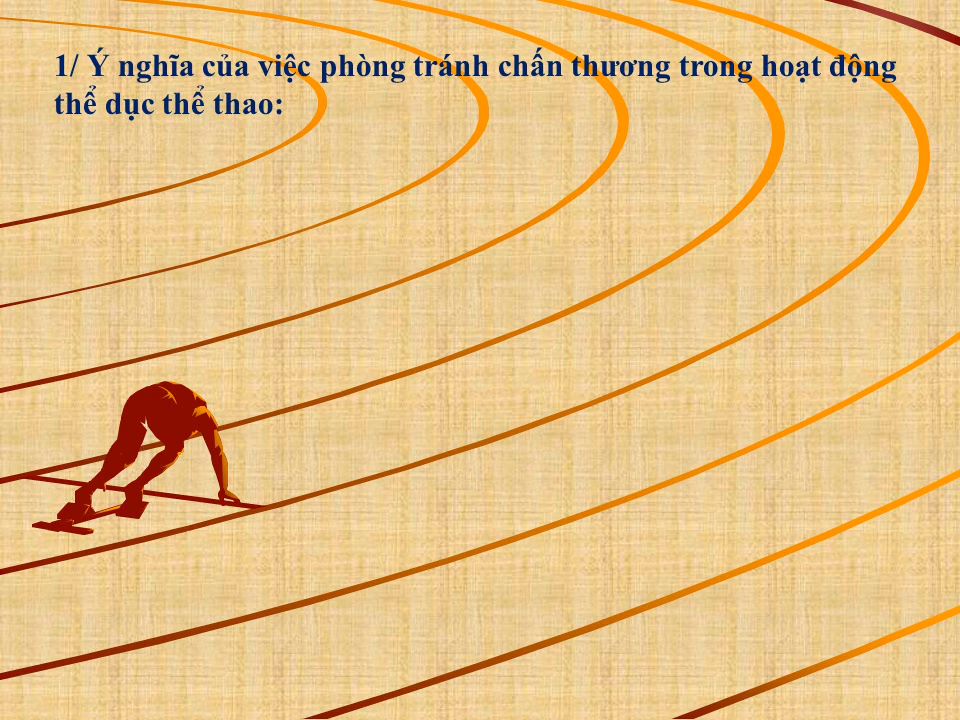 1/ Ý nghĩa của việc phòng tránh chấn thương trong hoạt động
thể dục thể thao: